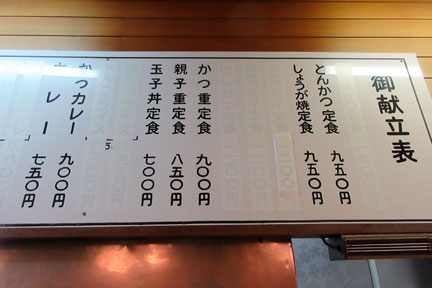 御献立表
とんかつ定食 九五〇円
しょうが焼定食 九五〇円
かつ重定食 九〇〇円
親子重定食 八五〇円
玉子丼定食 七〇〇円
かつカレー 九〇〇円
カレー 七五〇円